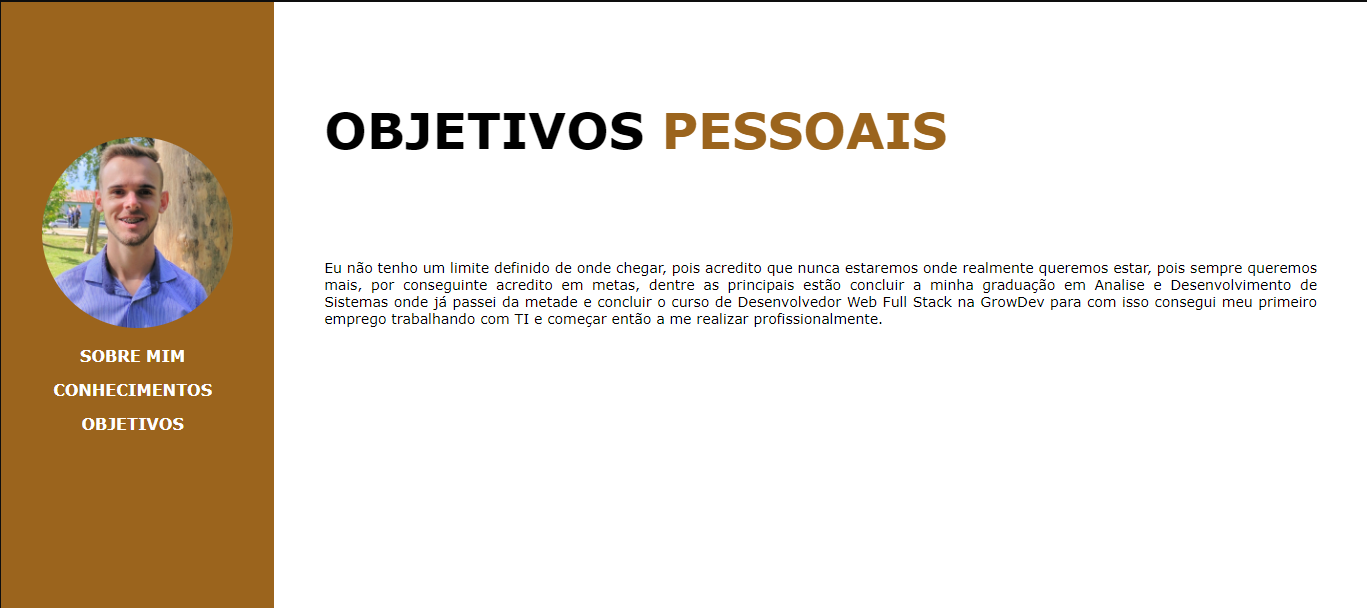 OBJETIVOS PESSOAIS
Eu não tenho um limite definido de onde chegar, pois acredito que nunca estaremos onde realmente queremos estar, pois sempre queremos
mais, por conseguinte acredito em metas, dentre as principais estão concluir a minha graduação em Analise e Desenvolvimento de
Sistemas onde já passei da metade e concluir o curso de Desenvolvedor Web Full Stack na GrowDev para com isso consegui meu primeiro
emprego trabalhando com TI e começar então a me realizar profissionalmente.
SOBRE MIM
CONHECIMENTOS
OBJETIVOS